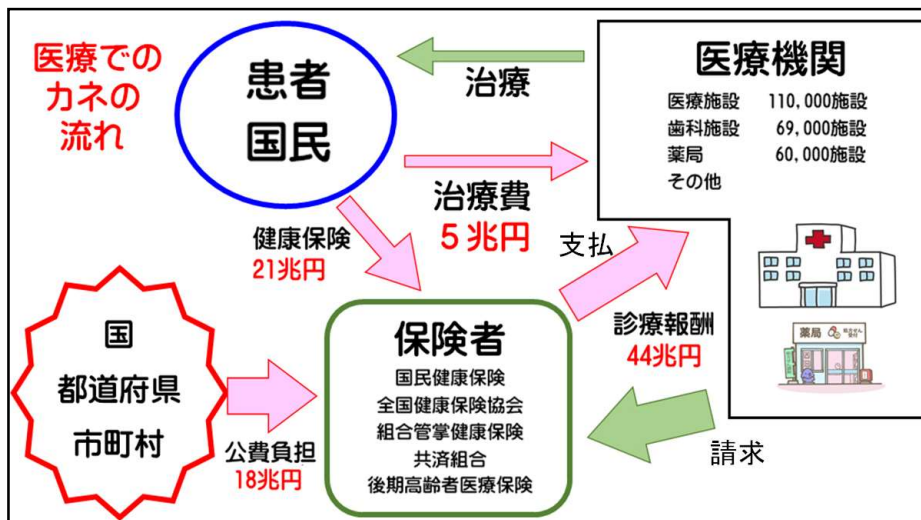 医療での
カネの
流れ
患者
国民
治療
医療機関
医療施設 110,000施設
歯科施設 69,000施設
薬局 60,000施設
その他
治療費
5兆円
健康保険
21兆円
支払
診療報酬
44兆円
請求
国
都道府県
市町村
公費負担
18兆円
保険者
国民健康保険
全国健康保険協会
組合管掌健康保険
共済組合
後期高齢者医療保険
薬局
処方せん
受付